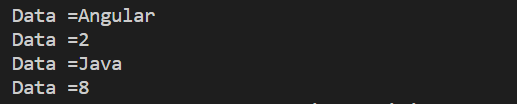 Data =Angular
Data =2
Data =Java
Data =8